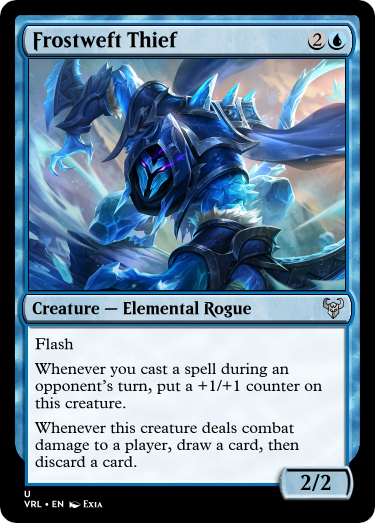 Frostweft Thief 2
Creature — Elemental Rogue
Flash
Whenever you cast a spell during an
opponent's turn, put a +1/+1 counter on
this creature.
Whenever this creature deals combat
damage to a player, draw a card, then
discard a card.
2/2
U
VRL • EN Exia